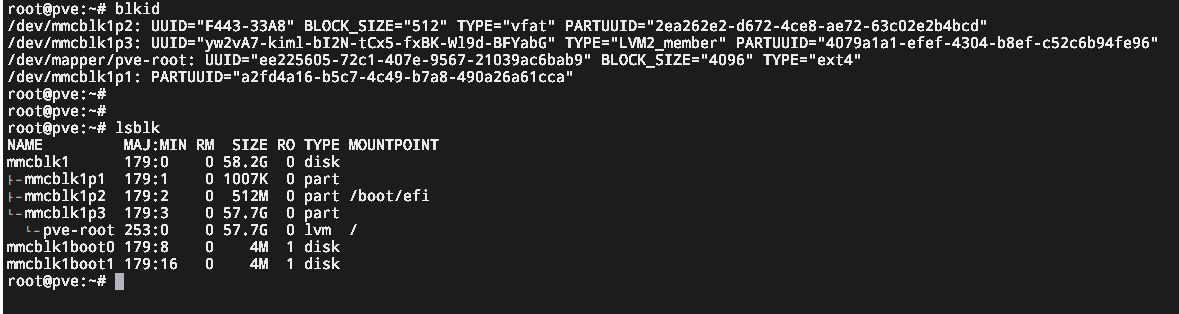 root@pve:~# blkid
/dev/mmcblk1p2: UUID="F443-33A8" BLOCK_SIZE="512" TYPE="vfat" PARTUUID="2ea262e2-d672-4ce8-ae72-63c02e2b4bcd"
/dev/mmcblk1p3: UUID="yw2vA7-kiml-bI2N-tCx5-fxBK-Wl9d-BFYabG" TYPE="LVM2_member" PARTUUID="4079a1a1-efef-4304-b8ef-c52c6b94fe96"
/dev/mapper/pve-root: UUID="ee225605-72c1-407e-9567-21039ac6bab9" BLOCK_SIZE="4096" TYPE="ext4"
/dev/mmcblk1p1: PARTUUID="a2fd4a16-b5c7-4c49-b7a8-490a26a61cca"
root@pve:~#
root@pve:~#
root@pve:~# lsblk
NAME         MAJ:MIN RM  SIZE RO TYPE MOUNTPOINT
mmcblk1      179:0    0 58.2G  0 disk
├-mmcblk1p1  179:1    0 1007K  0 part
├-mmcblk1p2  179:2    0  512M  0 part /boot/efi
└-mmcblk1p3  179:3    0 57.7G  0 part
  └-pve-root 253:0    0 57.7G  0 lvm  /
mmcblk1boot0 179:8    0    4M  1 disk
mmcblk1boot1 179:16   0    4M  1 disk
root@pve:~#